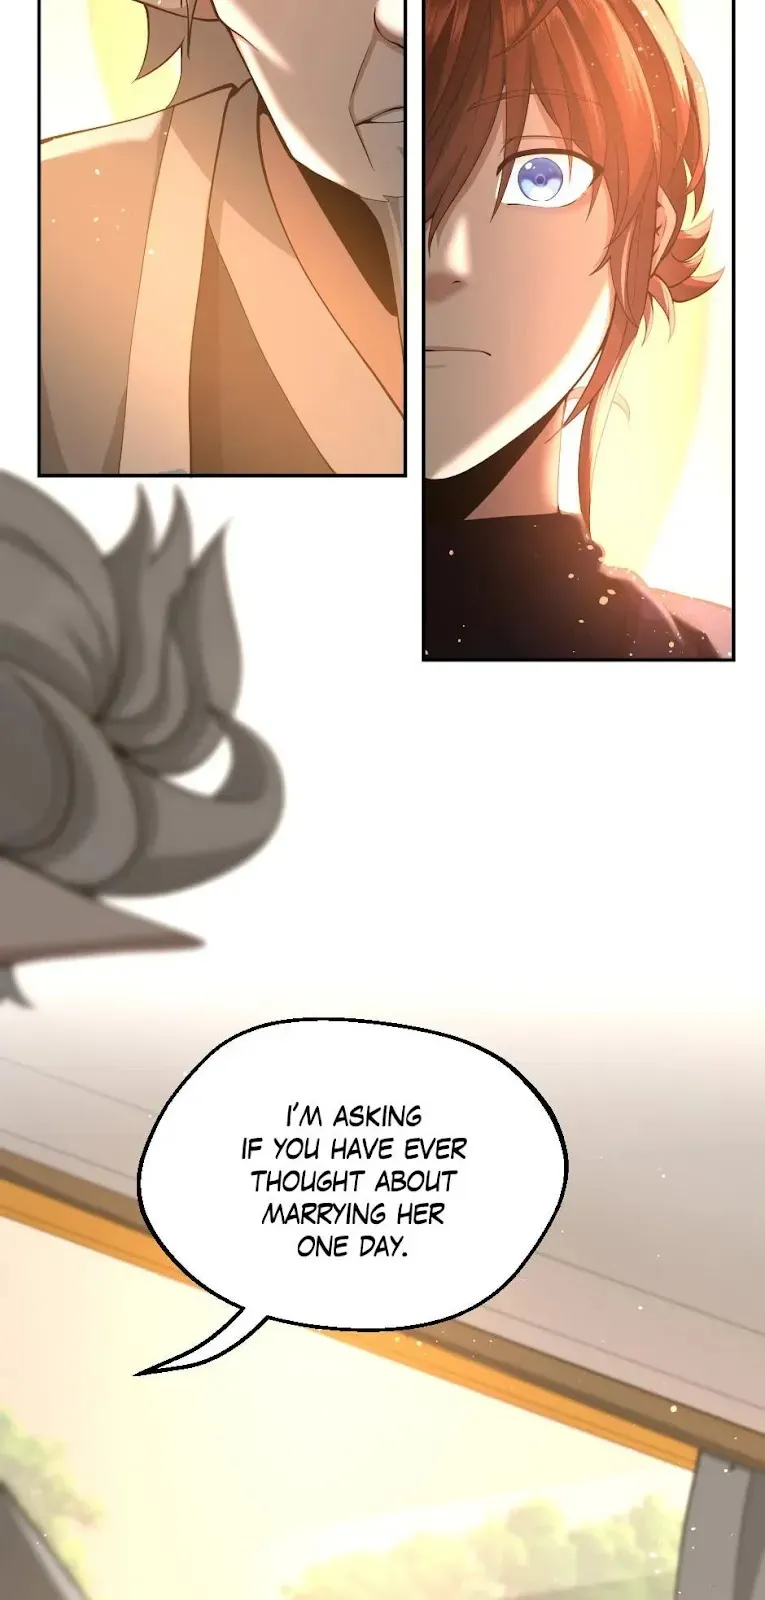 I'M ASKING
IF YOU HAVE EVER
THOUGHT ABOUT
MARRYING HER
ONE DAY.